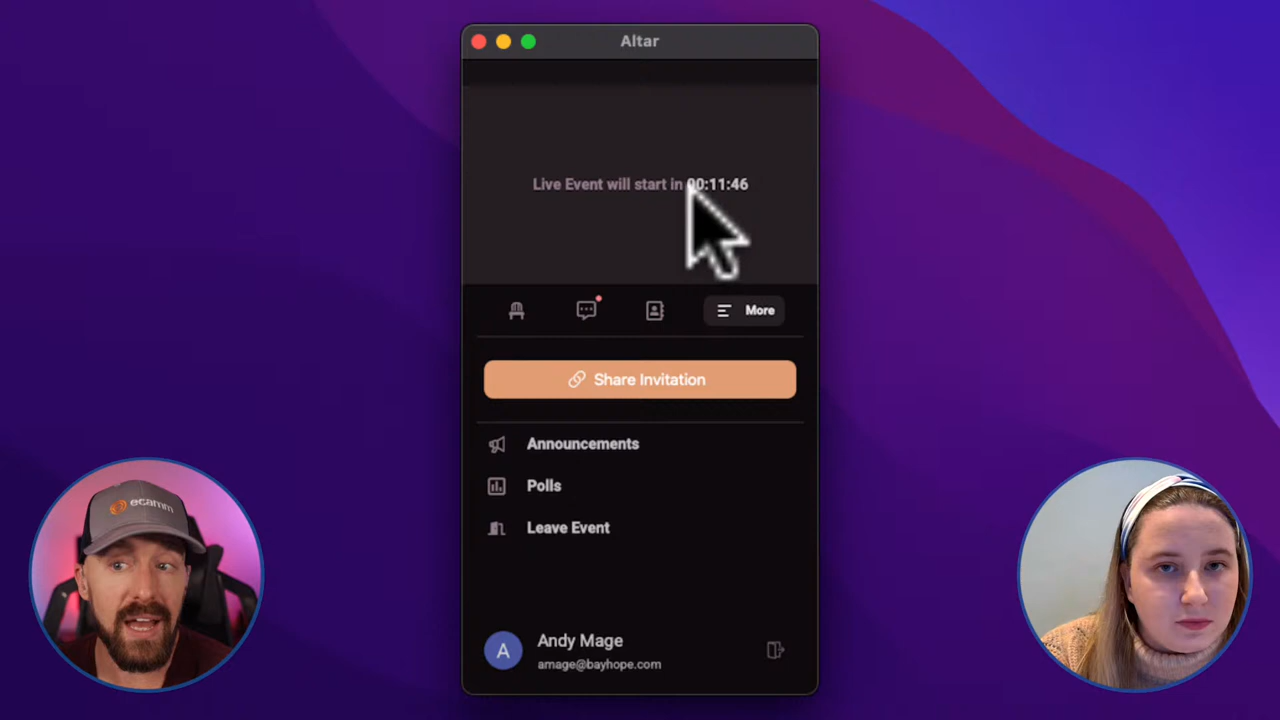 Altar
Live Event will start in 00:11:46
More
Share Invitation
Announcements
Polls
Leave Event
ecamm
A
Andy Mage
amage@bayhope.com